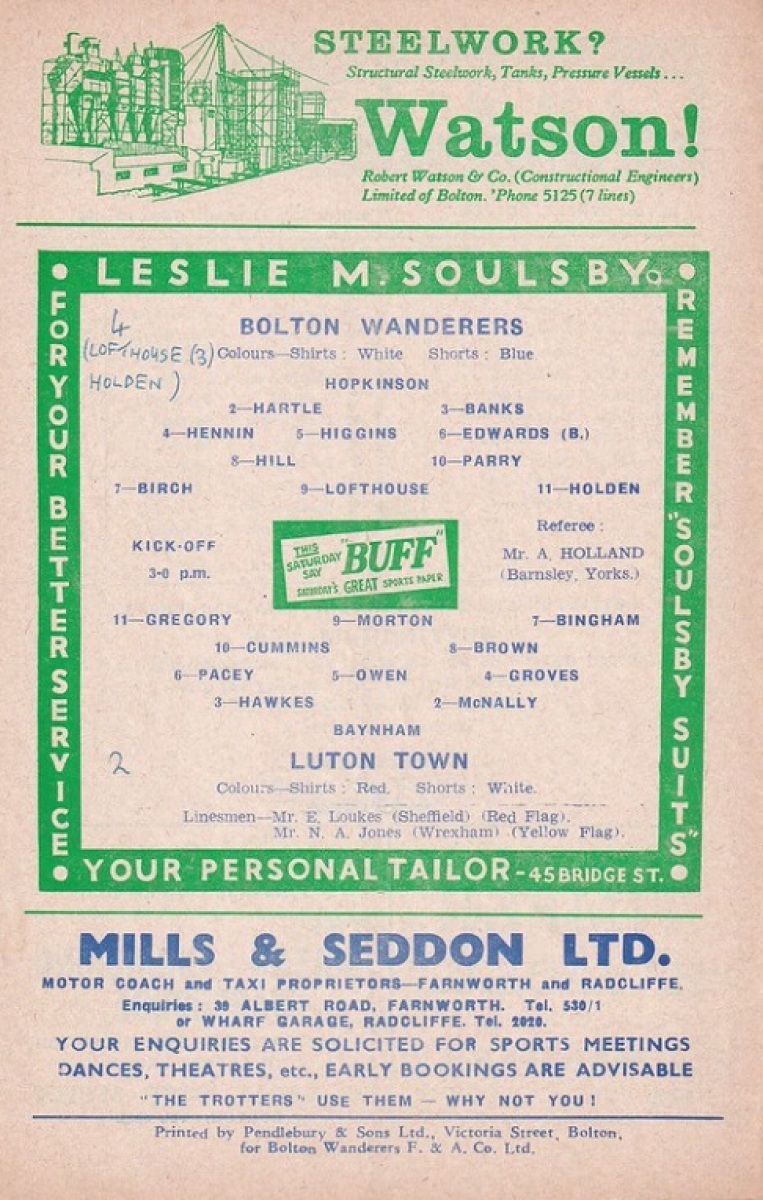 STEELWORK?
Structural Steelwork, Tanks, Pressure Vessels...
Watson!
Robert Watson & Co. (Constructional Engineers)
Limited of Bolton. 'Phone 5125 (7 lines)
LESLIE M. SOULSBY
FOR YOUR BETTER SERVICE
REMEMBER "SOULSBY SUITS"
4
(LOFTHOUSE (3)
HOLDEN)
BOLTON WANDERERS
Colours—Shirts: White Shorts: Blue
HOPKINSON
2—HARTLE 3—BANKS
4—HENNIN 5—HIGGINS 6—EDWARDS (B.)
8—HILL 10—PARRY
7—BIRCH 9—LOFTHOUSE 11—HOLDEN
KICK-OFF
3-0 p.m.
THIS
SATURDAY
SAY
"BUFF"
SATURDAY'S GREAT SPORTS PAPER
Referee:
Mr. A. HOLLAND
(Barnsley, Yorks.)
11—GREGORY 9—MORTON 7—BINGHAM
10—CUMMINS 8—BROWN
6—PACEY 5—OWEN 4—GROVES
3—HAWKES 2—McNALLY
BAYNHAM
2
LUTON TOWN
Colours—Shirts: Red. Shorts: White.
Linesmen—Mr. E. Loukes (Sheffield) (Red Flag).
Mr. N. A. Jones (Wrexham) (Yellow Flag).
YOUR PERSONAL TAILOR - 45 BRIDGE ST.
MILLS & SEDDON LTD.
MOTOR COACH and TAXI PROPRIETORS—FARNWORTH and RADCLIFFE.
Enquiries: 39 ALBERT ROAD, FARNWORTH. Tel. 530/1
or WHARF GARAGE, RADCLIFFE. Tel. 2020.
YOUR ENQUIRIES ARE SOLICITED FOR SPORTS MEETINGS
DANCES, THEATRES, etc., EARLY BOOKINGS ARE ADVISABLE
"THE TROTTERS" USE THEM — WHY NOT YOU!
Printed by Pendlebury & Sons Ltd., Victoria Street, Bolton,
for Bolton Wanderers F. & A. Co. Ltd.